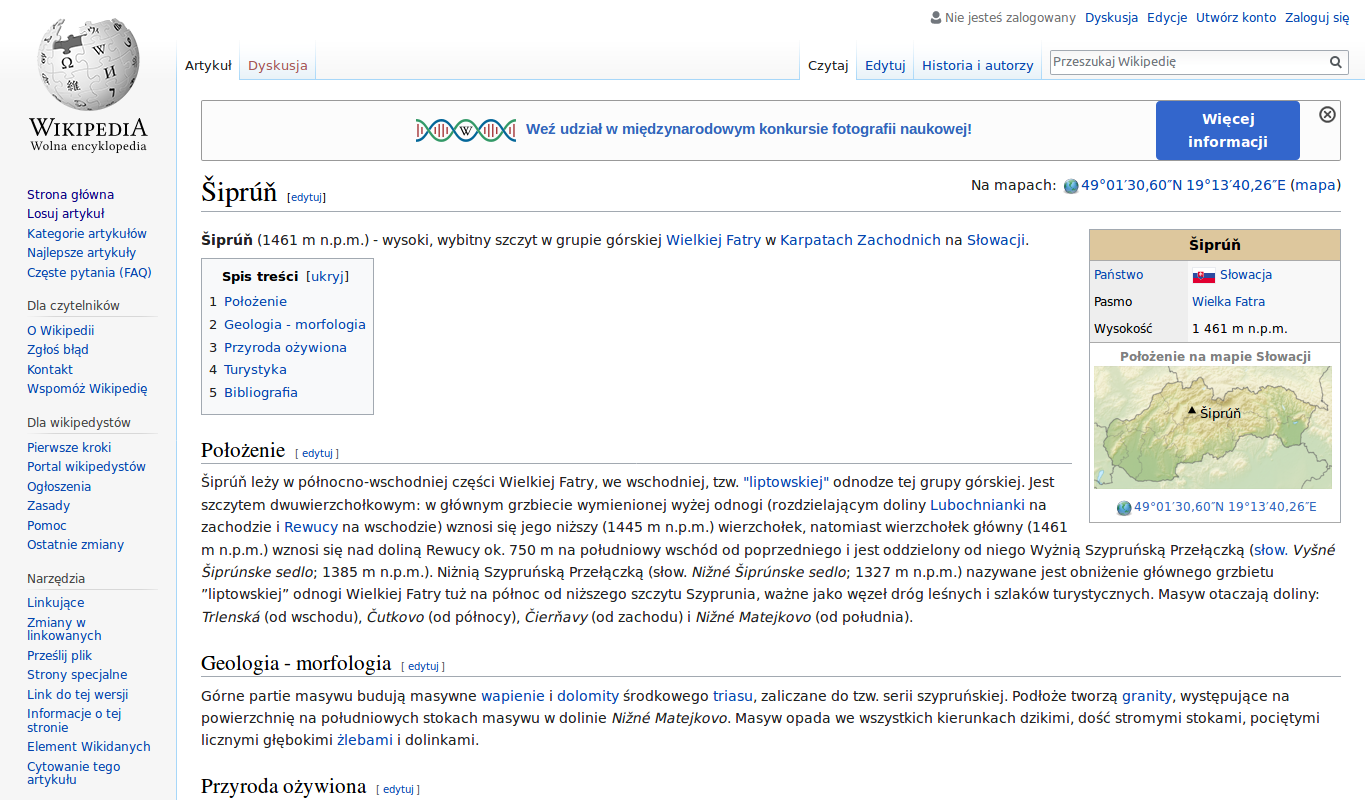 Nie jesteś zalogowany Dyskusja Edycje Utwórz konto Zaloguj się
Artykuł Dyskusja Czytaj Edytuj Historia i autorzy Przeszukaj Wikipedię
WIKIPEDIA
Wolna encyklopedia
Strona główna
Losuj artykuł
Kategorie artykułów
Najlepsze artykuły
Częste pytania (FAQ)
Dla czytelników
O Wikipedii
Zgłoś błąd
Kontakt
Wspomóż Wikipedię
Dla wikipedystów
Pierwsze kroki
Portal wikipedystów
Ogłoszenia
Zasady
Pomoc
Ostatnie zmiany
Narzędzia
Linkujące
Zmiany w
linkowanych
Prześlij plik
Strony specjalne
Link do tej wersji
Informacje o tej
stronie
Element Wikidanych
Cytowanie tego
artykułu
W Weź udział w międzynarodowym konkursie fotografii naukowej!
Więcej
informacji
Šiprúň [edytuj]
Na mapach: 49°01′30,60″N 19°13′40,26″E (mapa)
Šiprúň (1461 m n.p.m.) - wysoki, wybitny szczyt w grupie górskiej Wielkiej Fatry w Karpatach Zachodnich na Słowacji.
Spis treści [ukryj]
1 Położenie
2 Geologia - morfologia
3 Przyroda ożywiona
4 Turystyka
5 Bibliografia
Šiprúň
Państwo Słowacja
Pasmo Wielka Fatra
Wysokość 1 461 m n.p.m.
Położenie na mapie Słowacji
Šiprúň
49°01′30,60″N 19°13′40,26″E
Położenie [ edytuj ]
Šiprúň leży w północno-wschodniej części Wielkiej Fatry, we wschodniej, tzw. "liptowskiej" odnodze tej grupy górskiej. Jest
szczytem dwuwierzchołkowym: w głównym grzbiecie wymienionej wyżej odnogi (rozdzielającym doliny Lubochnianki na
zachodzie i Rewucy na wschodzie) wznosi się jego niższy (1445 m n.p.m.) wierzchołek, natomiast wierzchołek główny (1461
m n.p.m.) wznosi się nad doliną Rewucy ok. 750 m na południowy wschód od poprzedniego i jest oddzielony od niego Wyżnią Szypruńską Przełączką (słow. Vyšné
Šiprúnske sedlo; 1385 m n.p.m.). Niżnią Szypruńską Przełączką (słow. Nižné Šiprúnske sedlo; 1327 m n.p.m.) nazywane jest obniżenie głównego grzbietu
”liptowskiej” odnogi Wielkiej Fatry tuż na północ od niższego szczytu Szyprunia, ważne jako węzeł dróg leśnych i szlaków turystycznych. Masyw otaczają doliny:
Trlenská (od wschodu), Čutkovo (od północy), Čierňavy (od zachodu) i Nižné Matejkovo (od południa).
Geologia - morfologia [ edytuj ]
Górne partie masywu budują masywne wapienie i dolomity środkowego triasu, zaliczane do tzw. serii szypruńskiej. Podłoże tworzą granity, występujące na
powierzchnię na południowych stokach masywu w dolinie Nižné Matejkovo. Masyw opada we wszystkich kierunkach dzikimi, dość stromymi stokami, pociętymi
licznymi głębokimi żlebami i dolinkami.
Przyroda ożywiona [ edytuj ]